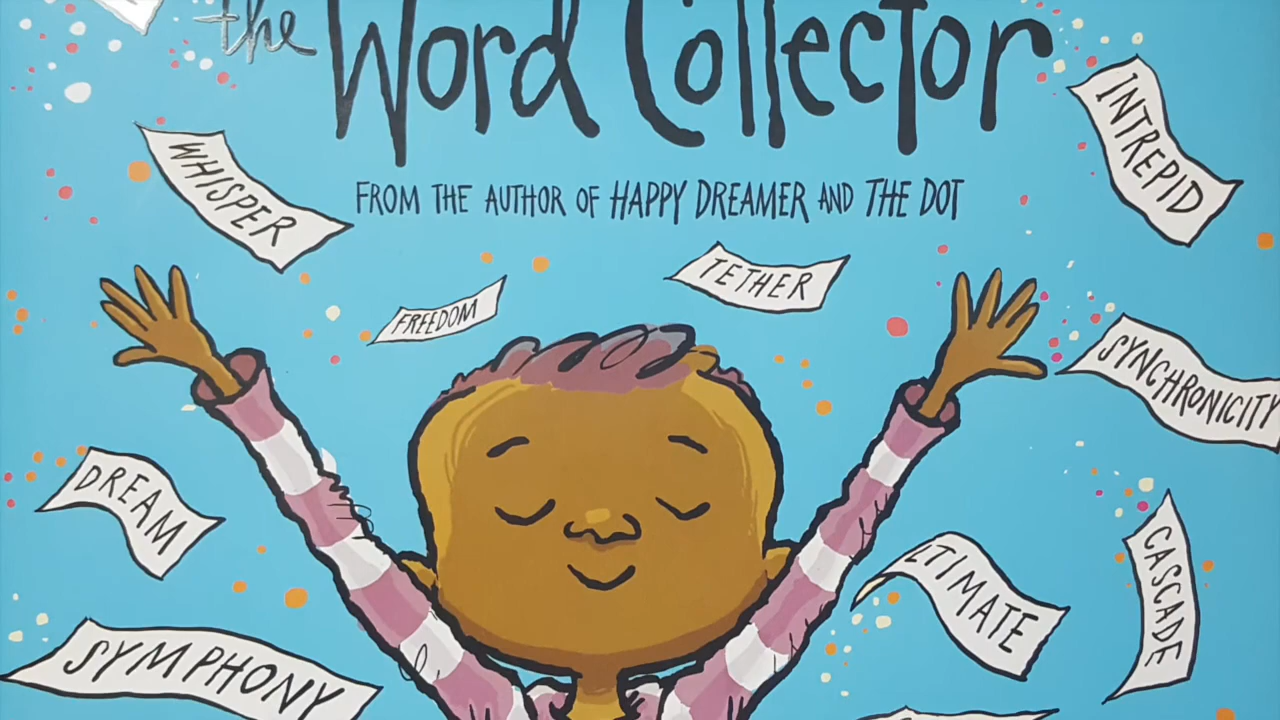 the Word Collector
FROM THE AUTHOR OF HAPPY DREAMER AND THE DOT
WHISPER
INTREPID
FREEDOM
TETHER
SYNCHRONICITY
DREAM
LTIMATE
CASCADE
SYMPHONY